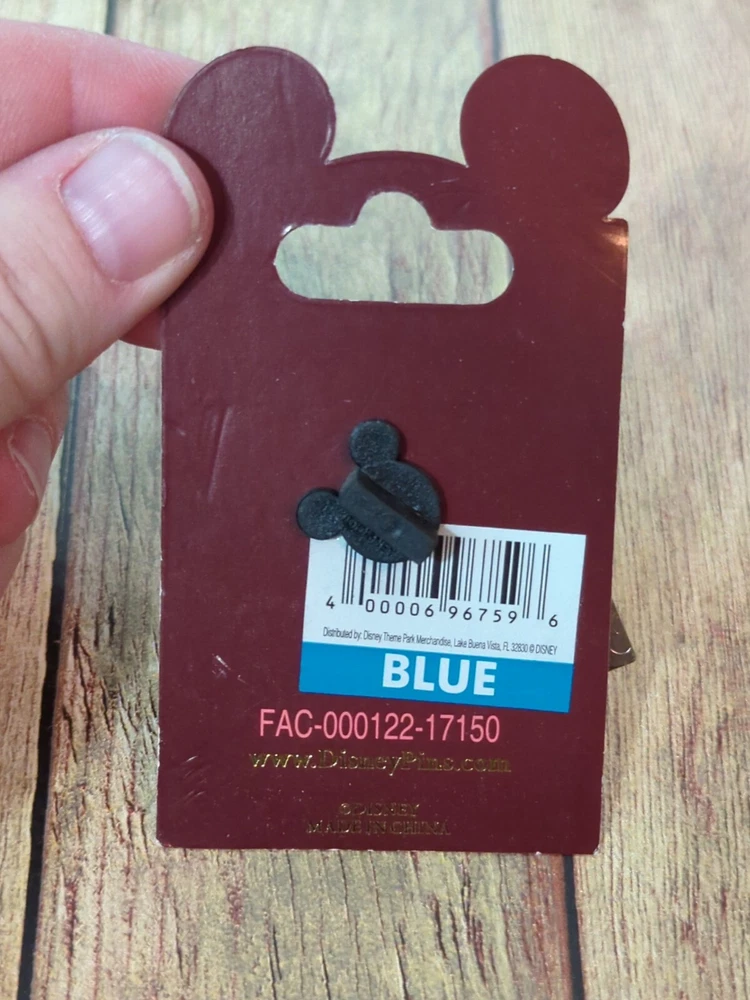 4 00006 96759 6
Distributed by: Disney Theme Park Merchandise, Lake Buena Vista, FL 32830 © DISNEY
BLUE
FAC-000122-17150
www.DisneyPins.com
©DISNEY
MADE IN CHINA